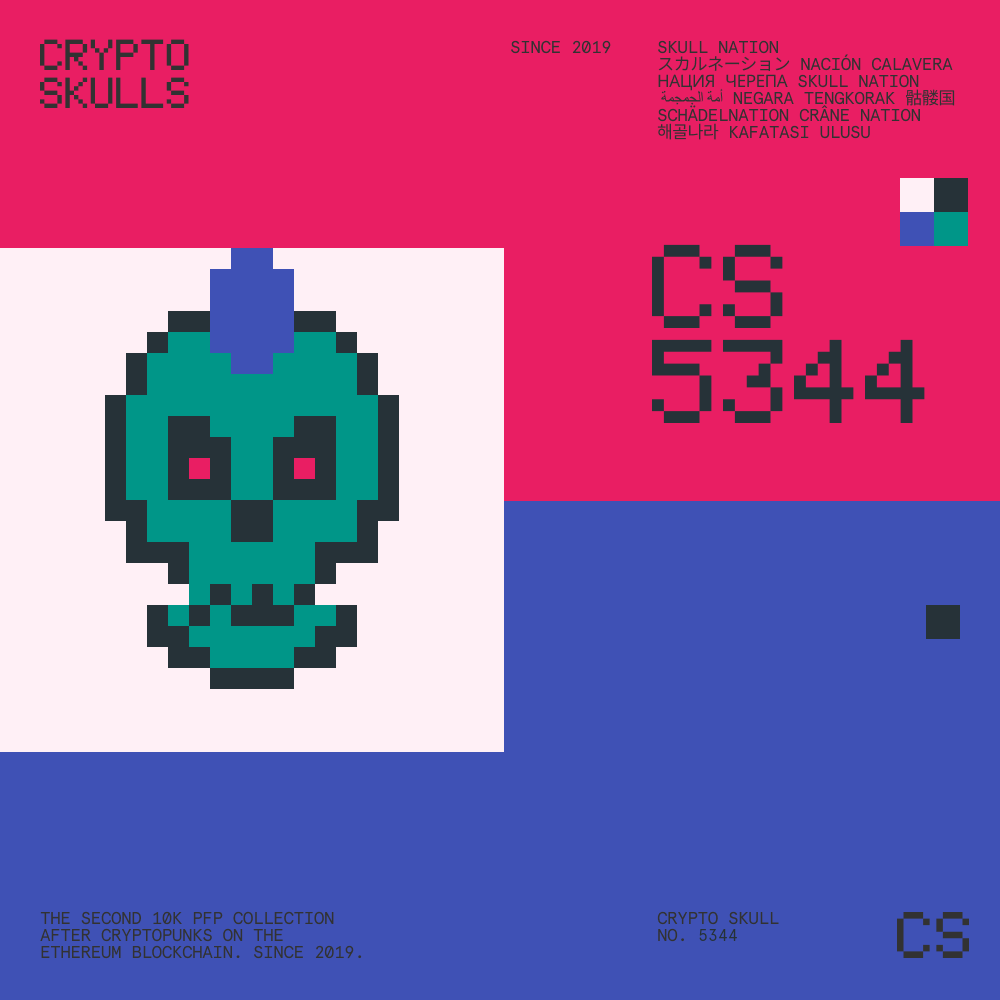 CRYPTO
SKULLS
SINCE 2019
SKULL NATION
スカルネーション NACIÓN CALAVERA
НАЦИЯ ЧЕРЕПА SKULL NATION
أمة الجمجمة NEGARA TENGKORAK 骷髅国
SCHÄDELNATION CRÂNE NATION
해골나라 KAFATASI ULUSU
CS
5344
THE SECOND 10K PFP COLLECTION
AFTER CRYPTOPUNKS ON THE
ETHEREUM BLOCKCHAIN. SINCE 2019.
CRYPTO SKULL
NO. 5344
CS